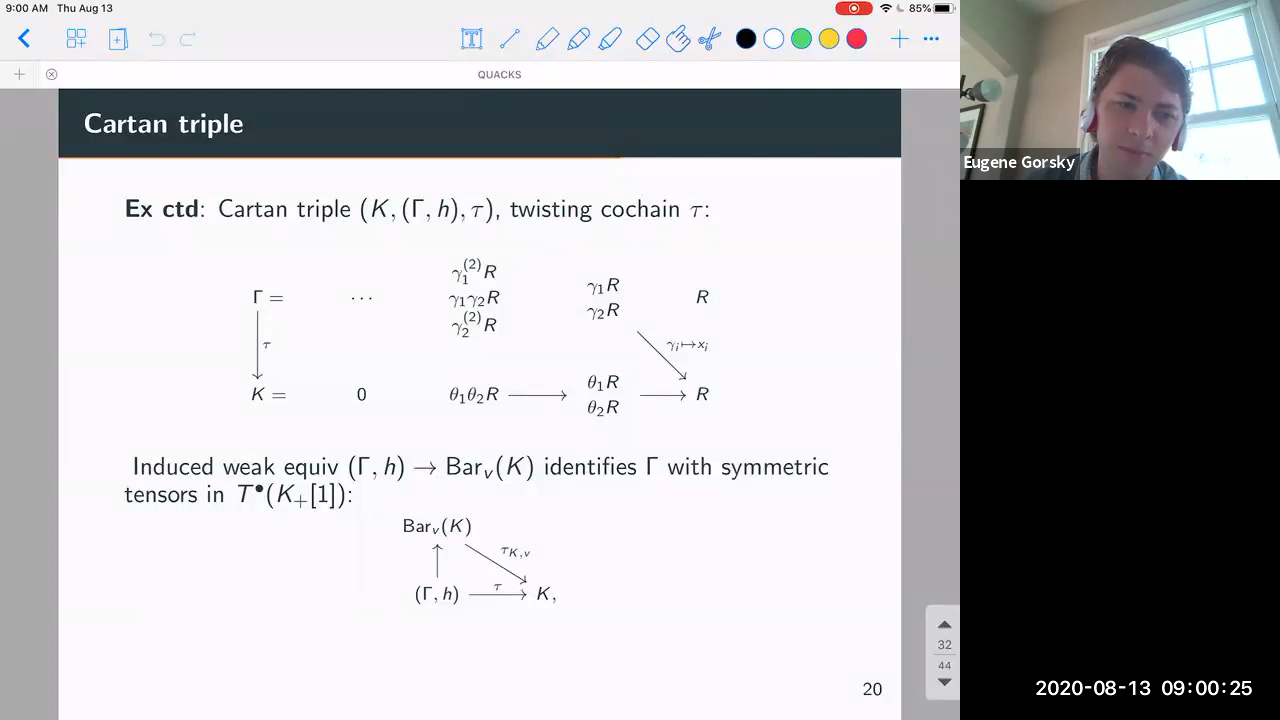 9:00 AM Thu Aug 13
85%
QUACKS
Cartan triple
Ex ctd: Cartan triple (K, (Γ, h), τ), twisting cochain τ:
γ₁⁽²⁾R
Γ = ⋯ γ₁γ₂R γ₁R R
γ₂⁽²⁾R γ₂R
τ γᵢ↦xᵢ
K = 0 θ₁θ₂R θ₁R R
θ₂R
Induced weak equiv (Γ, h) → Barᵥ(K) identifies Γ with symmetric
tensors in T•(K₊[1]):
Barᵥ(K)
τ_{K,v}
(Γ, h) τ K,
20
32
44
Eugene Gorsky
2020-08-13 09:00:25